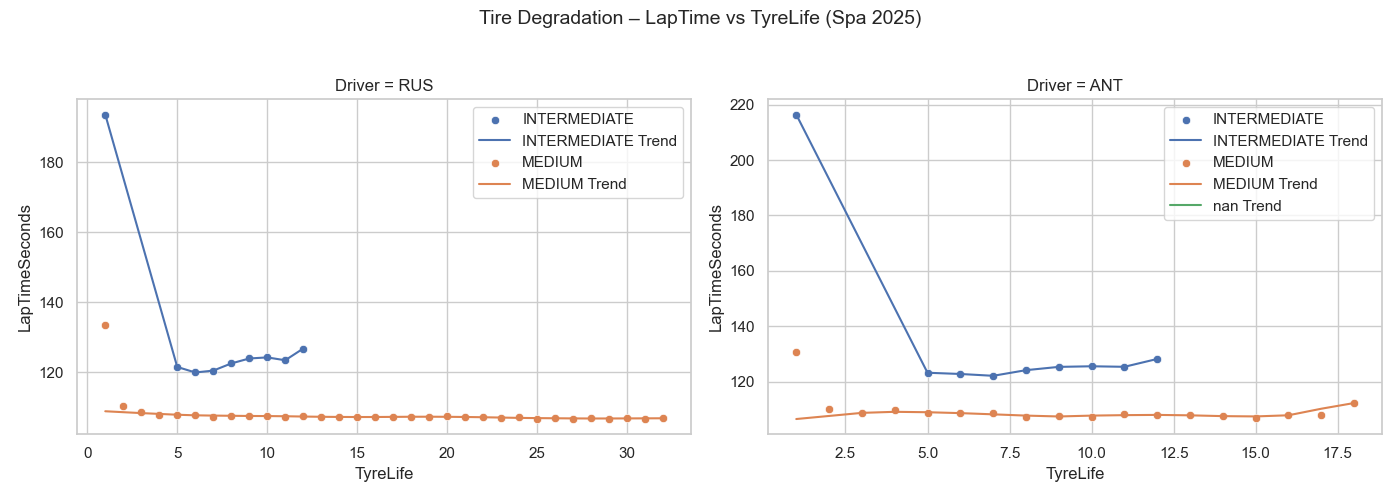 Tire Degradation – LapTime vs TyreLife (Spa 2025)
Driver = RUS
LapTimeSeconds
180
160
140
120
0
5
10
15
20
25
30
TyreLife
INTERMEDIATE
INTERMEDIATE Trend
MEDIUM
MEDIUM Trend
Driver = ANT
LapTimeSeconds
220
200
180
160
140
120
2.5
5.0
7.5
10.0
12.5
15.0
17.5
TyreLife
INTERMEDIATE
INTERMEDIATE Trend
MEDIUM
MEDIUM Trend
nan Trend